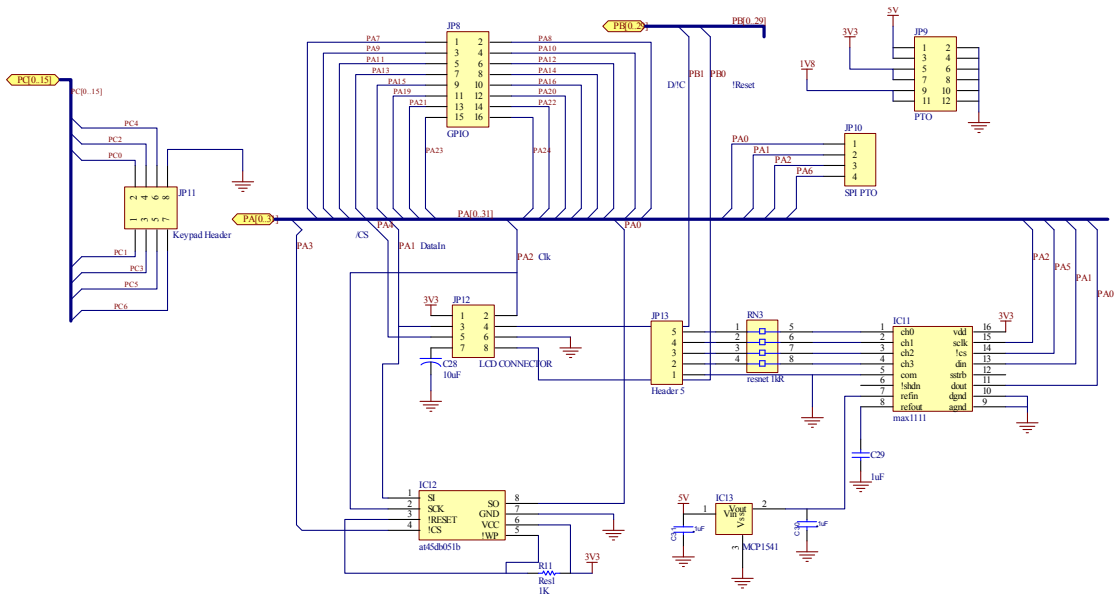 PC[0..15]
PC[0..15]
PC4
PC2
PC0
2 4 6 8
1 3 5 7
JP11
Keypad Header
PC1
PC3
PC5
PC6
JP8
1 2
3 4
5 6
7 8
9 10
11 12
13 14
15 16
GPIO
PA7
PA9
PA11
PA13
PA15
PA19
PA21
PA23
PA8
PA10
PA12
PA14
PA16
PA20
PA22
PA24
PB[0..29]
PB[0..29]
D/!C
PB1
PB0
!Reset
5V
3V3
1V8
JP9
1 2
3 4
5 6
7 8
9 10
11 12
PTO
PA0
PA1
PA2
PA6
JP10
1
2
3
4
SPI PTO
PA[0..31]
PA[0..31]
PA3
/CS
PA4
PA1
DataIn
PA2
Clk
PA0
PA2
PA5
PA1
PA0
3V3
JP12
1 2
3 4
5 6
7 8
LCD CONNECTOR
C28
10uF
JP13
5
4
3
2
1
Header 5
RN3
1 5
2 6
3 7
4 8
resnet 1kR
IC11
1 ch0 vdd 16
2 ch1 sclk 15
3 ch2 !cs 14
4 ch3 din 13
5 com sstrb 12
6 !shdn dout 11
7 refin dgnd 10
8 refout agnd 9
max1111
3V3
C29
1uF
IC12
1 SI SO 8
2 SCK GND 7
3 !RESET VCC 6
4 !CS !WP 5
at45db051b
R11
Res1
1K
3V3
5V
1
IC13
Vin
Vout
Vss
2
3
MCP1541
1uF
1uF